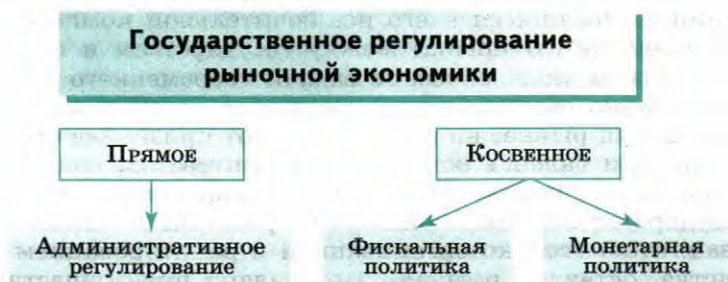 Государственное регулирование
рыночной экономики
Прямое
Косвенное
Административное
регулирование
Фискальная
политика
Монетарная
политика